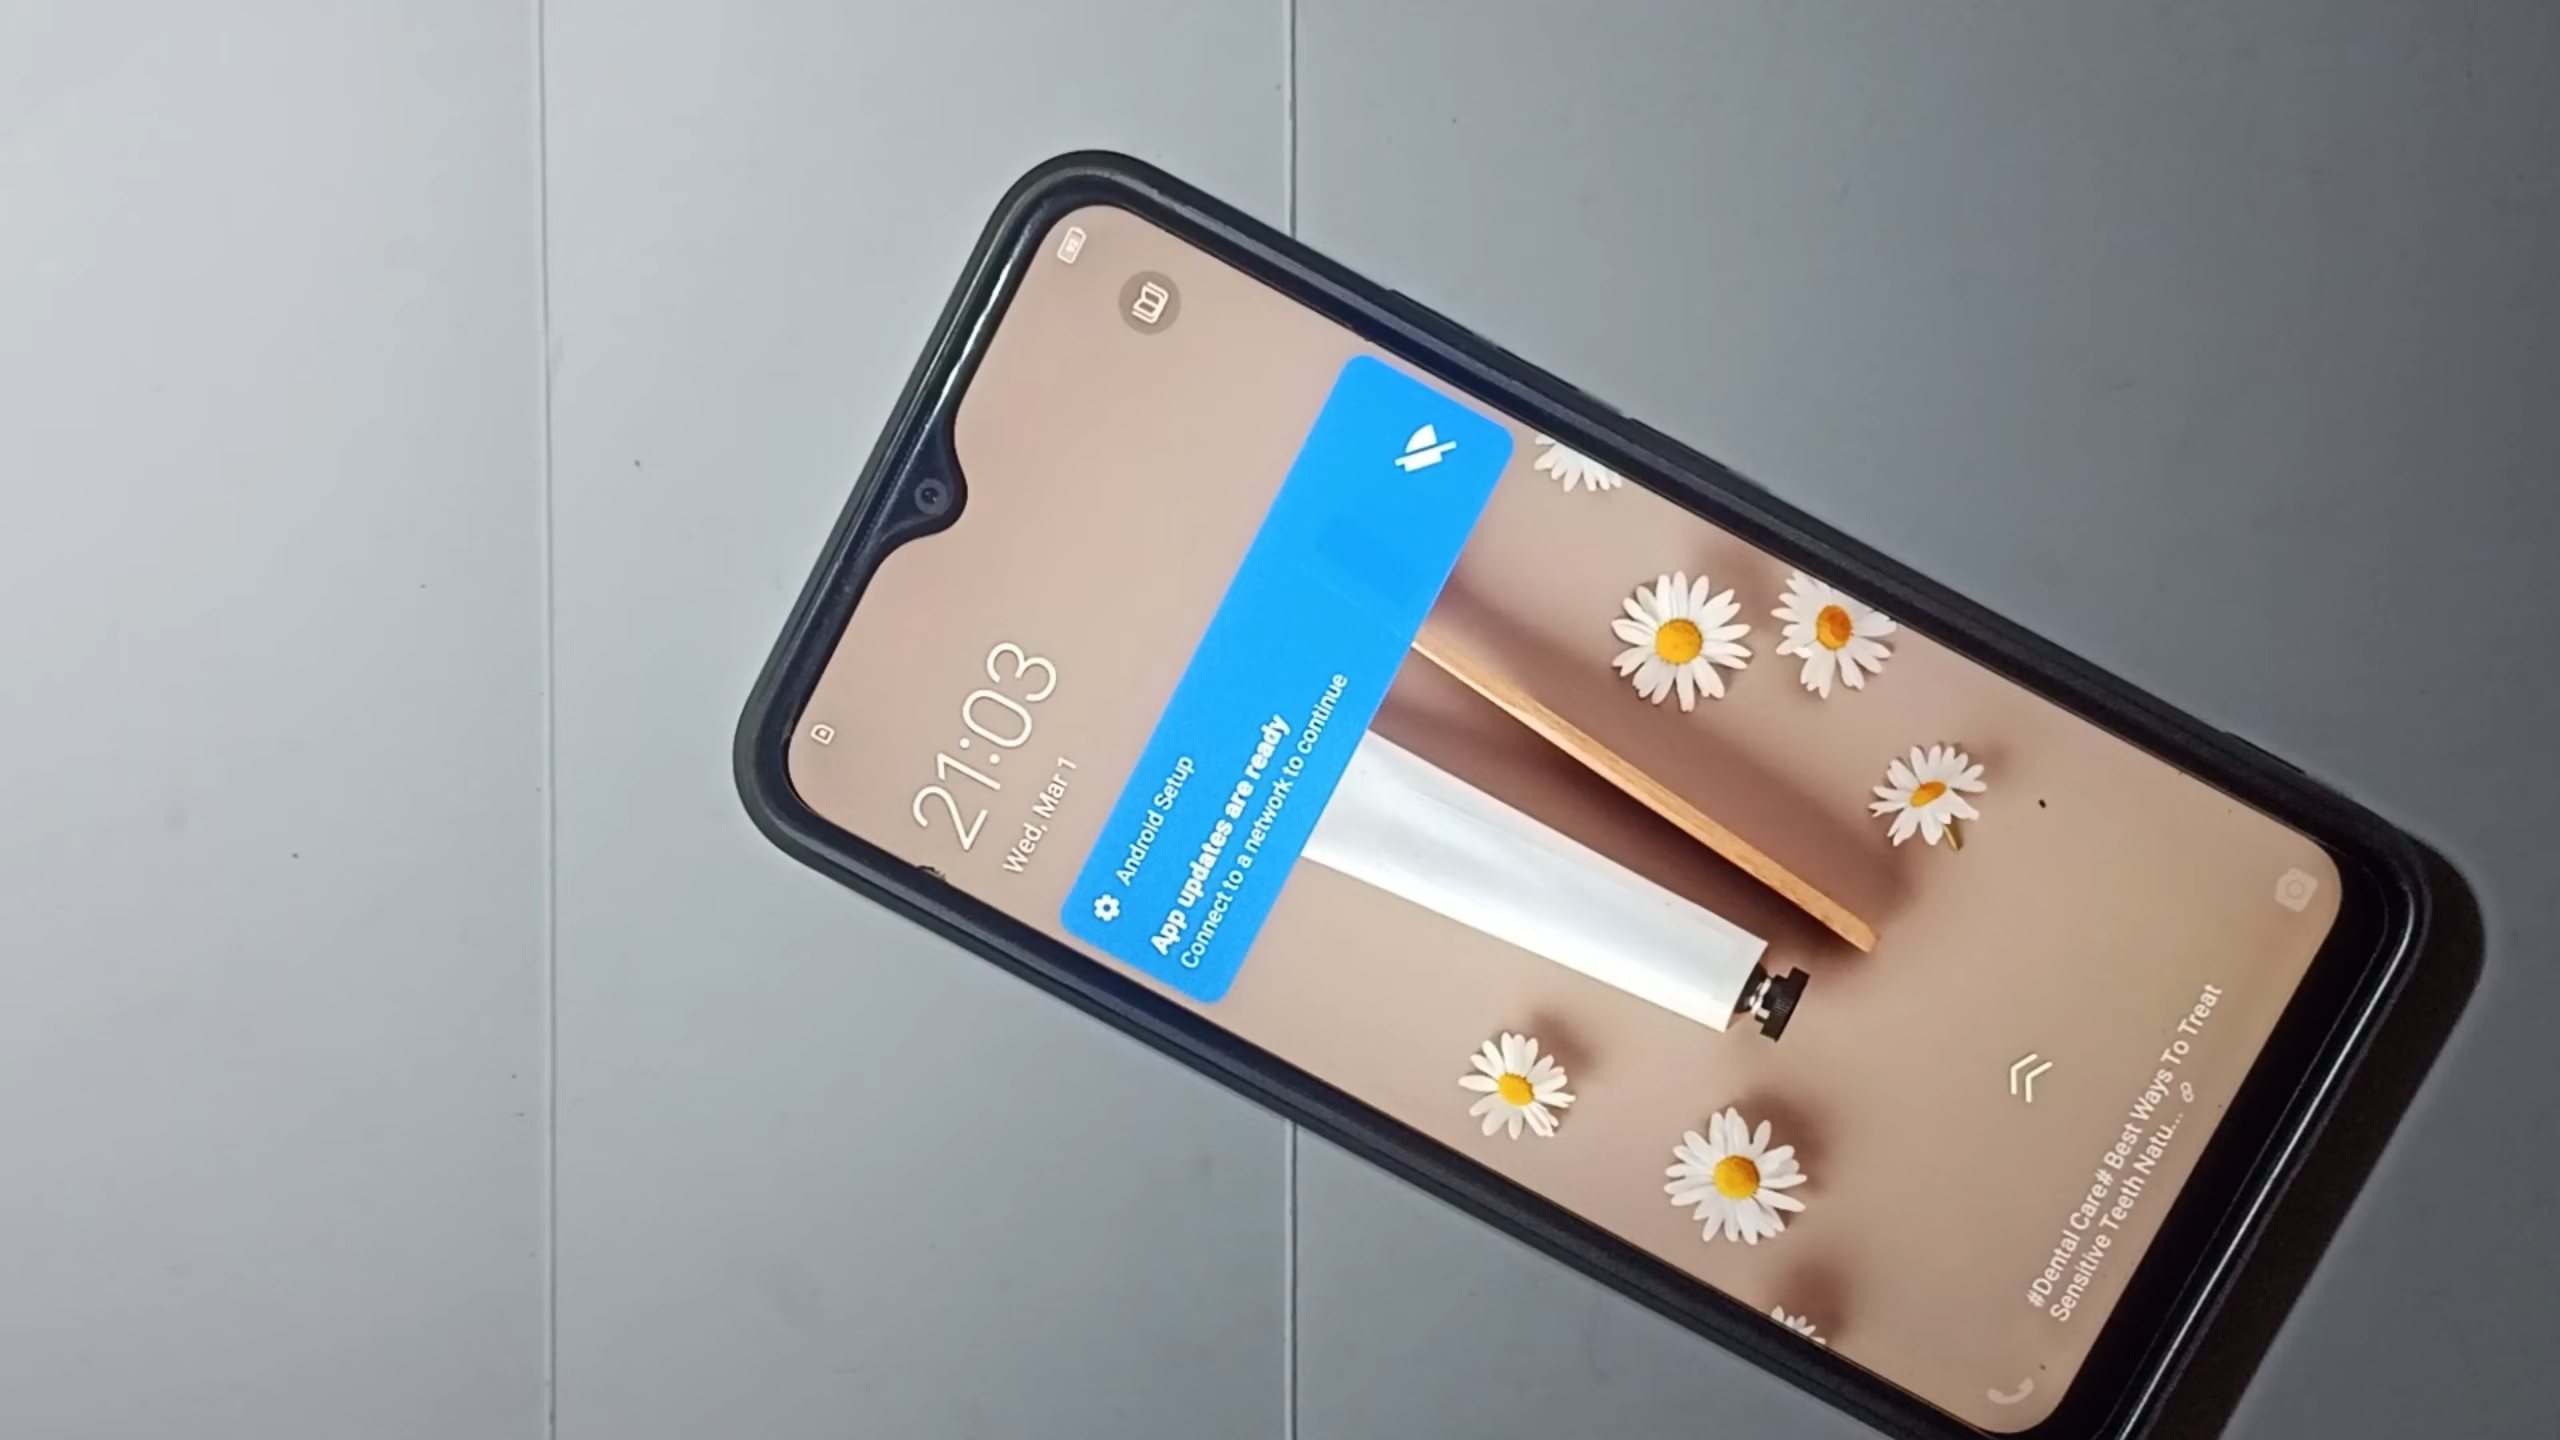 21:03
Wed, Mar 1
Android Setup
App updates are ready
Connect to a network to continue
#Dental Care# Best Ways To Treat
Sensitive Teeth Natu...